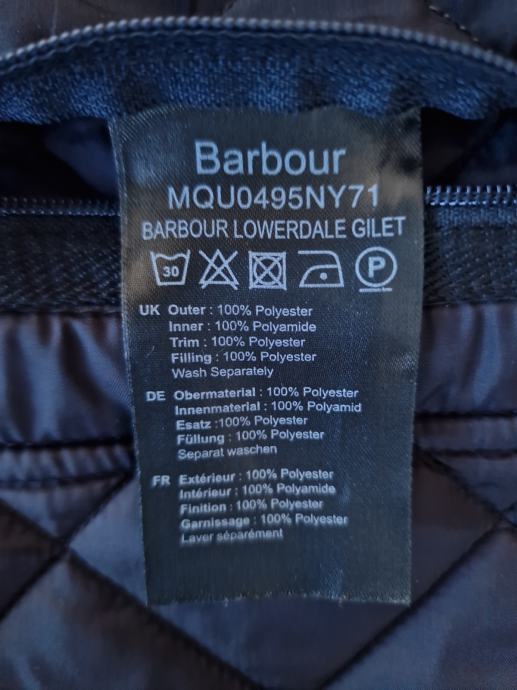 Barbour
MQU0495NY71
BARBOUR LOWERDALE GILET
30 P
UK Outer : 100% Polyester
Inner : 100% Polyamide
Trim : 100% Polyester
Filling : 100% Polyester
Wash Separately
DE Obermaterial : 100% Polyester
Innenmaterial : 100% Polyamid
Esatz :100% Polyester
Füllung : 100% Polyester
Separat waschen
FR Extérieur : 100% Polyester
Intérieur : 100% Polyamide
Finition : 100% Polyester
Garnissage : 100% Polyester
Laver séparément